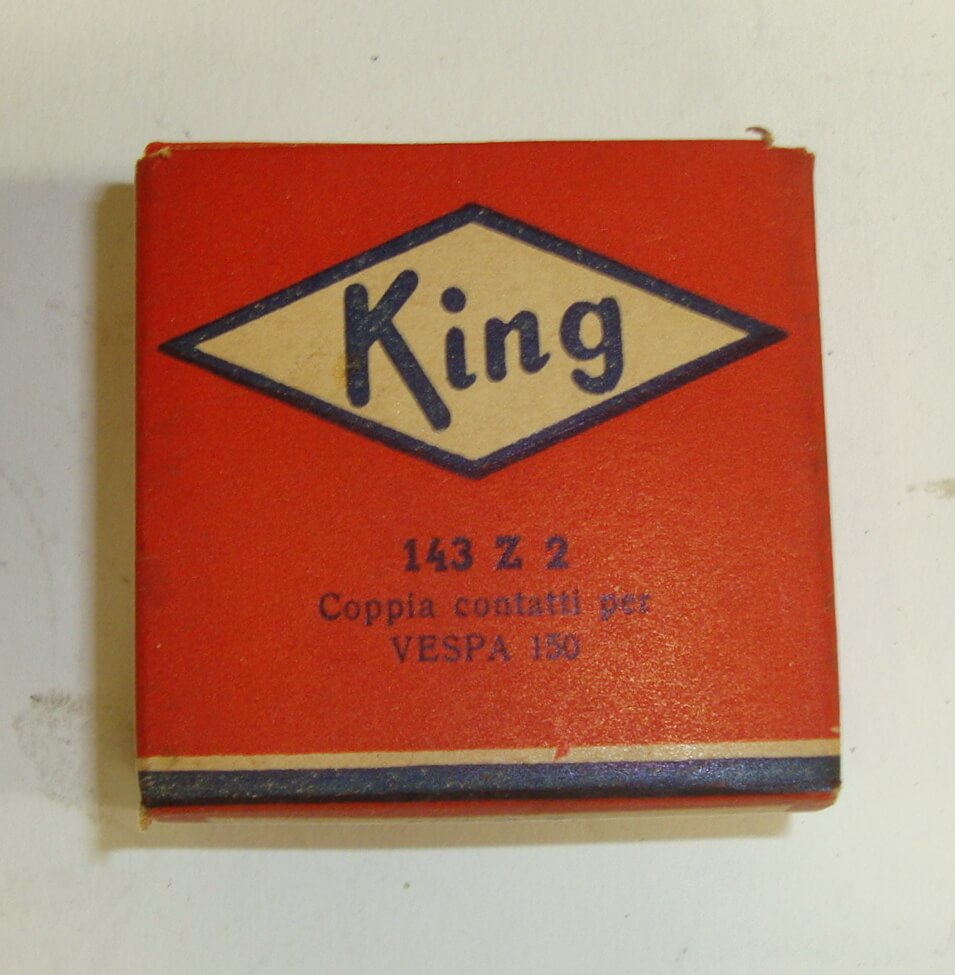 King
143 Z 2
Coppia contatti per
VESPA 150